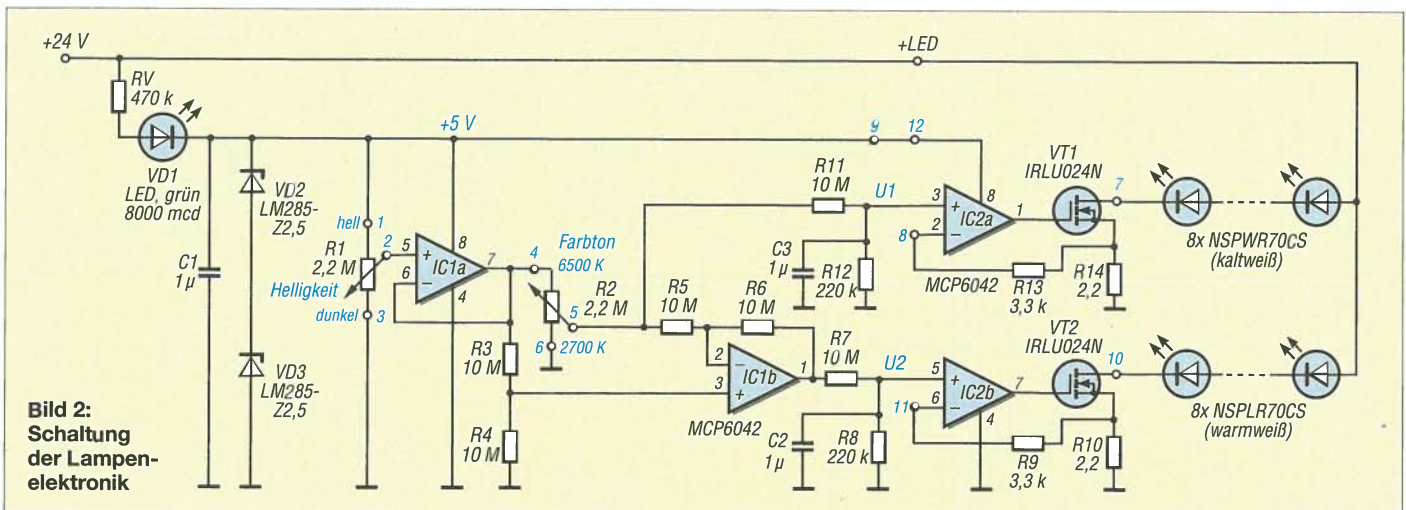 +24 V
+LED
RV
470 k
+5 V
9
12
VD1
LED, grün
8000 mcd
VD2
LM285-
Z2,5
hell
1
2
R1
2,2 M
Helligkeit
dunkel
3
C1
1 µ
VD3
LM285-
Z2,5
5
+
6
–
IC1a
8
7
4
4
Farbton
6500 K
R2
2,2 M
5
6
2700 K
R3
10 M
R4
10 M
R5
10 M
R6
10 M
2
–
3
+
IC1b
1
MCP6042
R7
10 M
R11
10 M
U1
C3
1 µ
R12
220 k
3
+
2
–
8
IC2a
8
1
MCP6042
R13
3,3 k
R14
2,2
VT1
IRLU024N
7
8x NSPWR70CS
(kaltweiß)
U2
C2
1 µ
R8
220 k
5
+
6
–
11
IC2b
7
4
R9
3,3 k
R10
2,2
VT2
IRLU024N
10
8x NSPLR70CS
(warmweiß)
Bild 2:
Schaltung
der Lampen-
elektronik